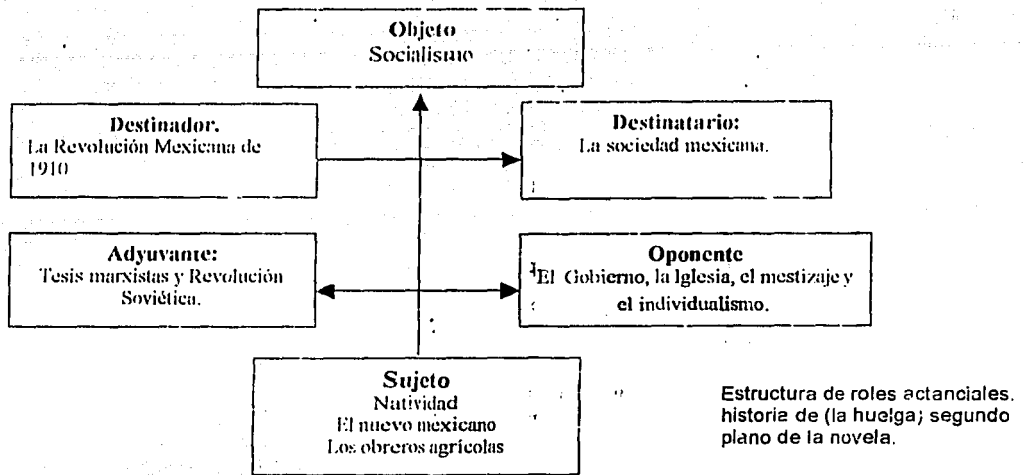 Objeto
Socialismo
Destinador.
La Revolución Mexicana de
1910
Destinatario:
La sociedad mexicana.
Adyuvante:
Tesis marxistas y Revolución
Soviética.
Oponente
El Gobierno, la Iglesia, el mestizaje y
el individualismo.
Sujeto
Natividad
El nuevo mexicano
Los obreros agrícolas
Estructura de roles actanciales.
historia de (la huelga; segundo
plano de la novela.